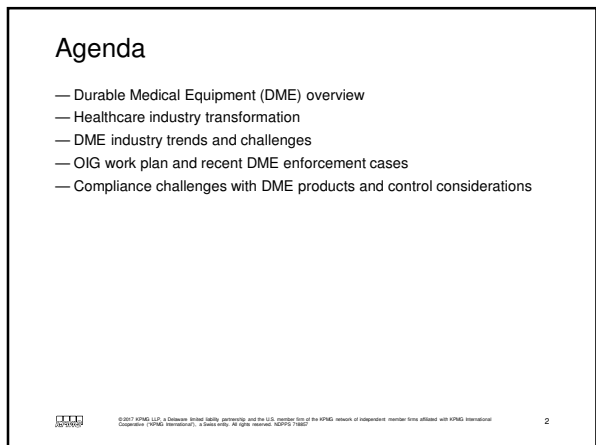 Agenda
— Durable Medical Equipment (DME) overview
— Healthcare industry transformation
— DME industry trends and challenges
— OIG work plan and recent DME enforcement cases
— Compliance challenges with DME products and control considerations
KPMG
© 2017 KPMG LLP, a Delaware limited liability partnership and the U.S. member firm of the KPMG network of independent member firms affiliated with KPMG International
Cooperative ("KPMG International"), a Swiss entity. All rights reserved. NDPPS 718857
2